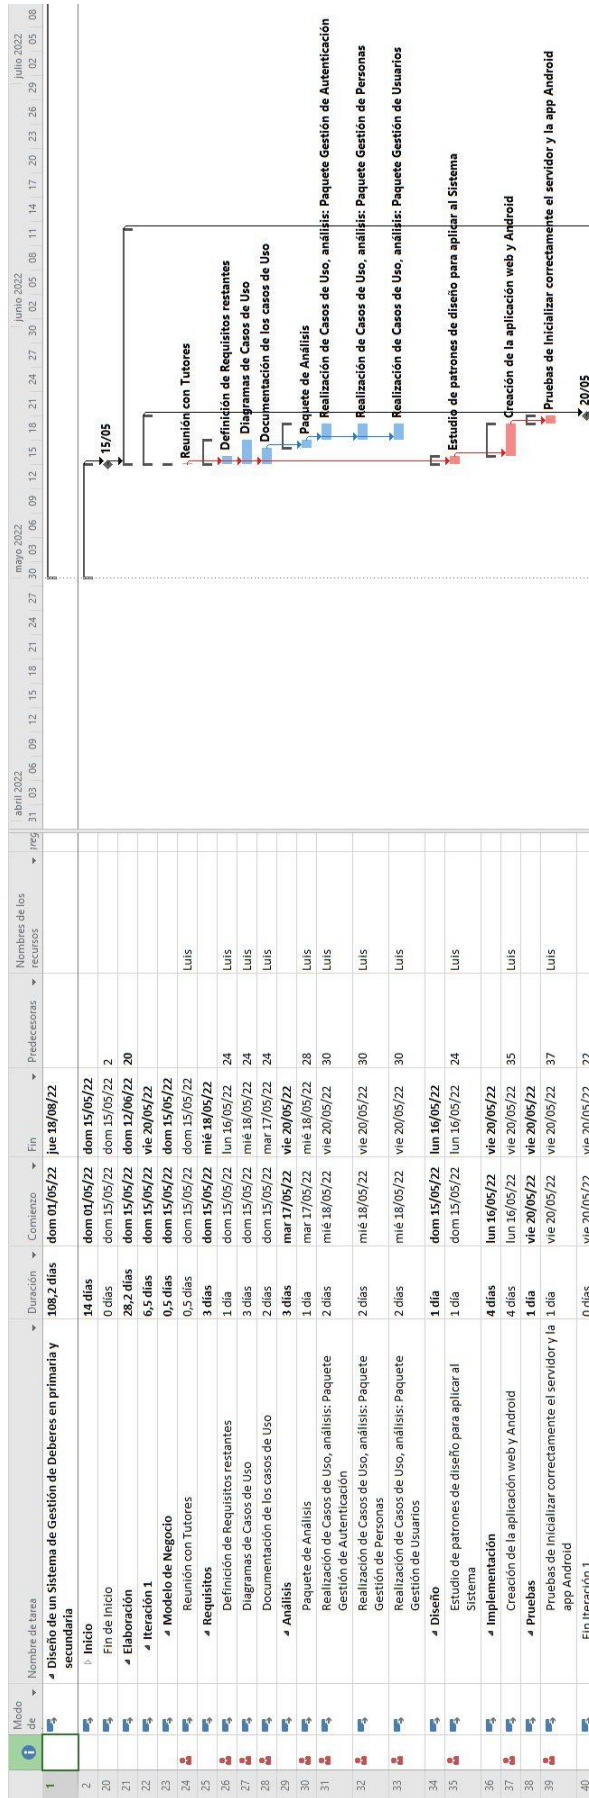 Modo de
Nombre de tarea
Duración
Comienzo
Fin
Predecesoras
Nombres de los recursos
abril 2022
mayo 2022
junio 2022
julio 2022
31 03 06 09 12 15 18 21 24 27 30 03 06 09 12 15 18 21 24 27 30 02 05 08 11 14 17 20 23 26 29 02 05 08
1 Diseño de un Sistema de Gestión de Deberes en primaria y secundaria 108,2 días dom 01/05/22 jue 18/08/22
2 Inicio 14 días dom 01/05/22 dom 15/05/22
20 Fin de Inicio 0 días dom 15/05/22 dom 15/05/22 2 15/05
21 Elaboración 28,2 días dom 15/05/22 dom 12/06/22 20
22 Iteración 1 6,5 días dom 15/05/22 vie 20/05/22
23 Modelo de Negocio 0,5 días dom 15/05/22 dom 15/05/22
24 Reunión con Tutores 0,5 días dom 15/05/22 dom 15/05/22 Luis Reunión con Tutores
25 Requisitos 3 días dom 15/05/22 mié 18/05/22
26 Definición de Requisitos restantes 1 día dom 15/05/22 lun 16/05/22 24 Luis Definición de Requisitos restantes
27 Diagramas de Casos de Uso 3 días dom 15/05/22 mié 18/05/22 24 Luis Diagramas de Casos de Uso
28 Documentación de los casos de Uso 2 días dom 15/05/22 mar 17/05/22 24 Luis Documentación de los casos de Uso
29 Análisis 3 días mar 17/05/22 vie 20/05/22
30 Paquete de Análisis 1 día mar 17/05/22 mié 18/05/22 28 Luis Paquete de Análisis
31 Realización de Casos de Uso, análisis: Paquete Gestión de Autenticación 2 días mié 18/05/22 vie 20/05/22 30 Luis Realización de Casos de Uso, análisis: Paquete Gestión de Autenticación
32 Realización de Casos de Uso, análisis: Paquete Gestión de Personas 2 días mié 18/05/22 vie 20/05/22 30 Luis Realización de Casos de Uso, análisis: Paquete Gestión de Personas
33 Realización de Casos de Uso, análisis: Paquete Gestión de Usuarios 2 días mié 18/05/22 vie 20/05/22 30 Luis Realización de Casos de Uso, análisis: Paquete Gestión de Usuarios
34 Diseño 1 día dom 15/05/22 lun 16/05/22
35 Estudio de patrones de diseño para aplicar al Sistema 1 día dom 15/05/22 lun 16/05/22 24 Luis Estudio de patrones de diseño para aplicar al Sistema
36 Implementación 4 días lun 16/05/22 vie 20/05/22
37 Creación de la aplicación web y Android 4 días lun 16/05/22 vie 20/05/22 35 Luis Creación de la aplicación web y Android
38 Pruebas 1 día vie 20/05/22 vie 20/05/22
39 Pruebas de Inicializar correctamente el servidor y la app Android 1 día vie 20/05/22 vie 20/05/22 37 Luis Pruebas de Inicializar correctamente el servidor y la app Android
40 Fin Iteración 1 0 días vie 20/05/22 vie 20/05/22 22 20/05